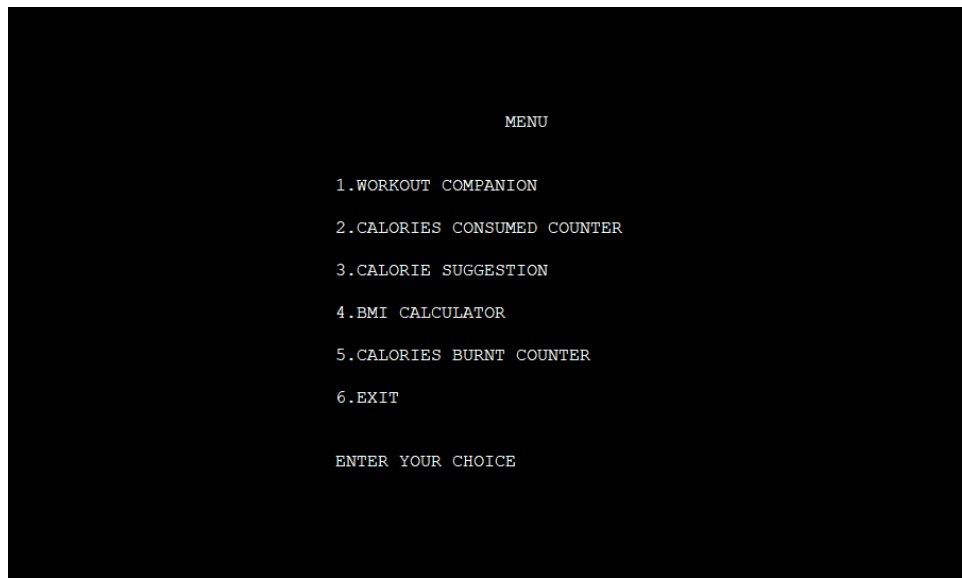 MENU
1.WORKOUT COMPANION
2.CALORIES CONSUMED COUNTER
3.CALORIE SUGGESTION
4.BMI CALCULATOR
5.CALORIES BURNT COUNTER
6.EXIT
ENTER YOUR CHOICE